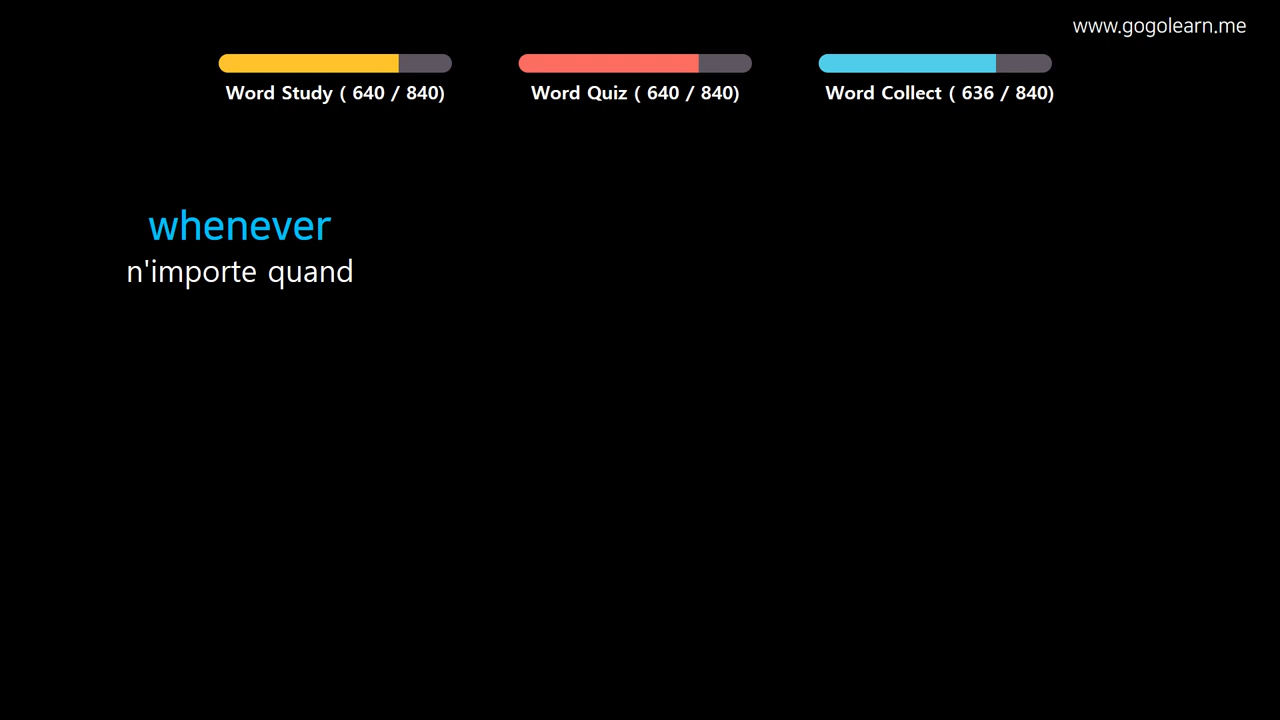 www.gogolearn.me
Word Study ( 640 / 840)
Word Quiz ( 640 / 840)
Word Collect ( 636 / 840)
whenever
n'importe quand